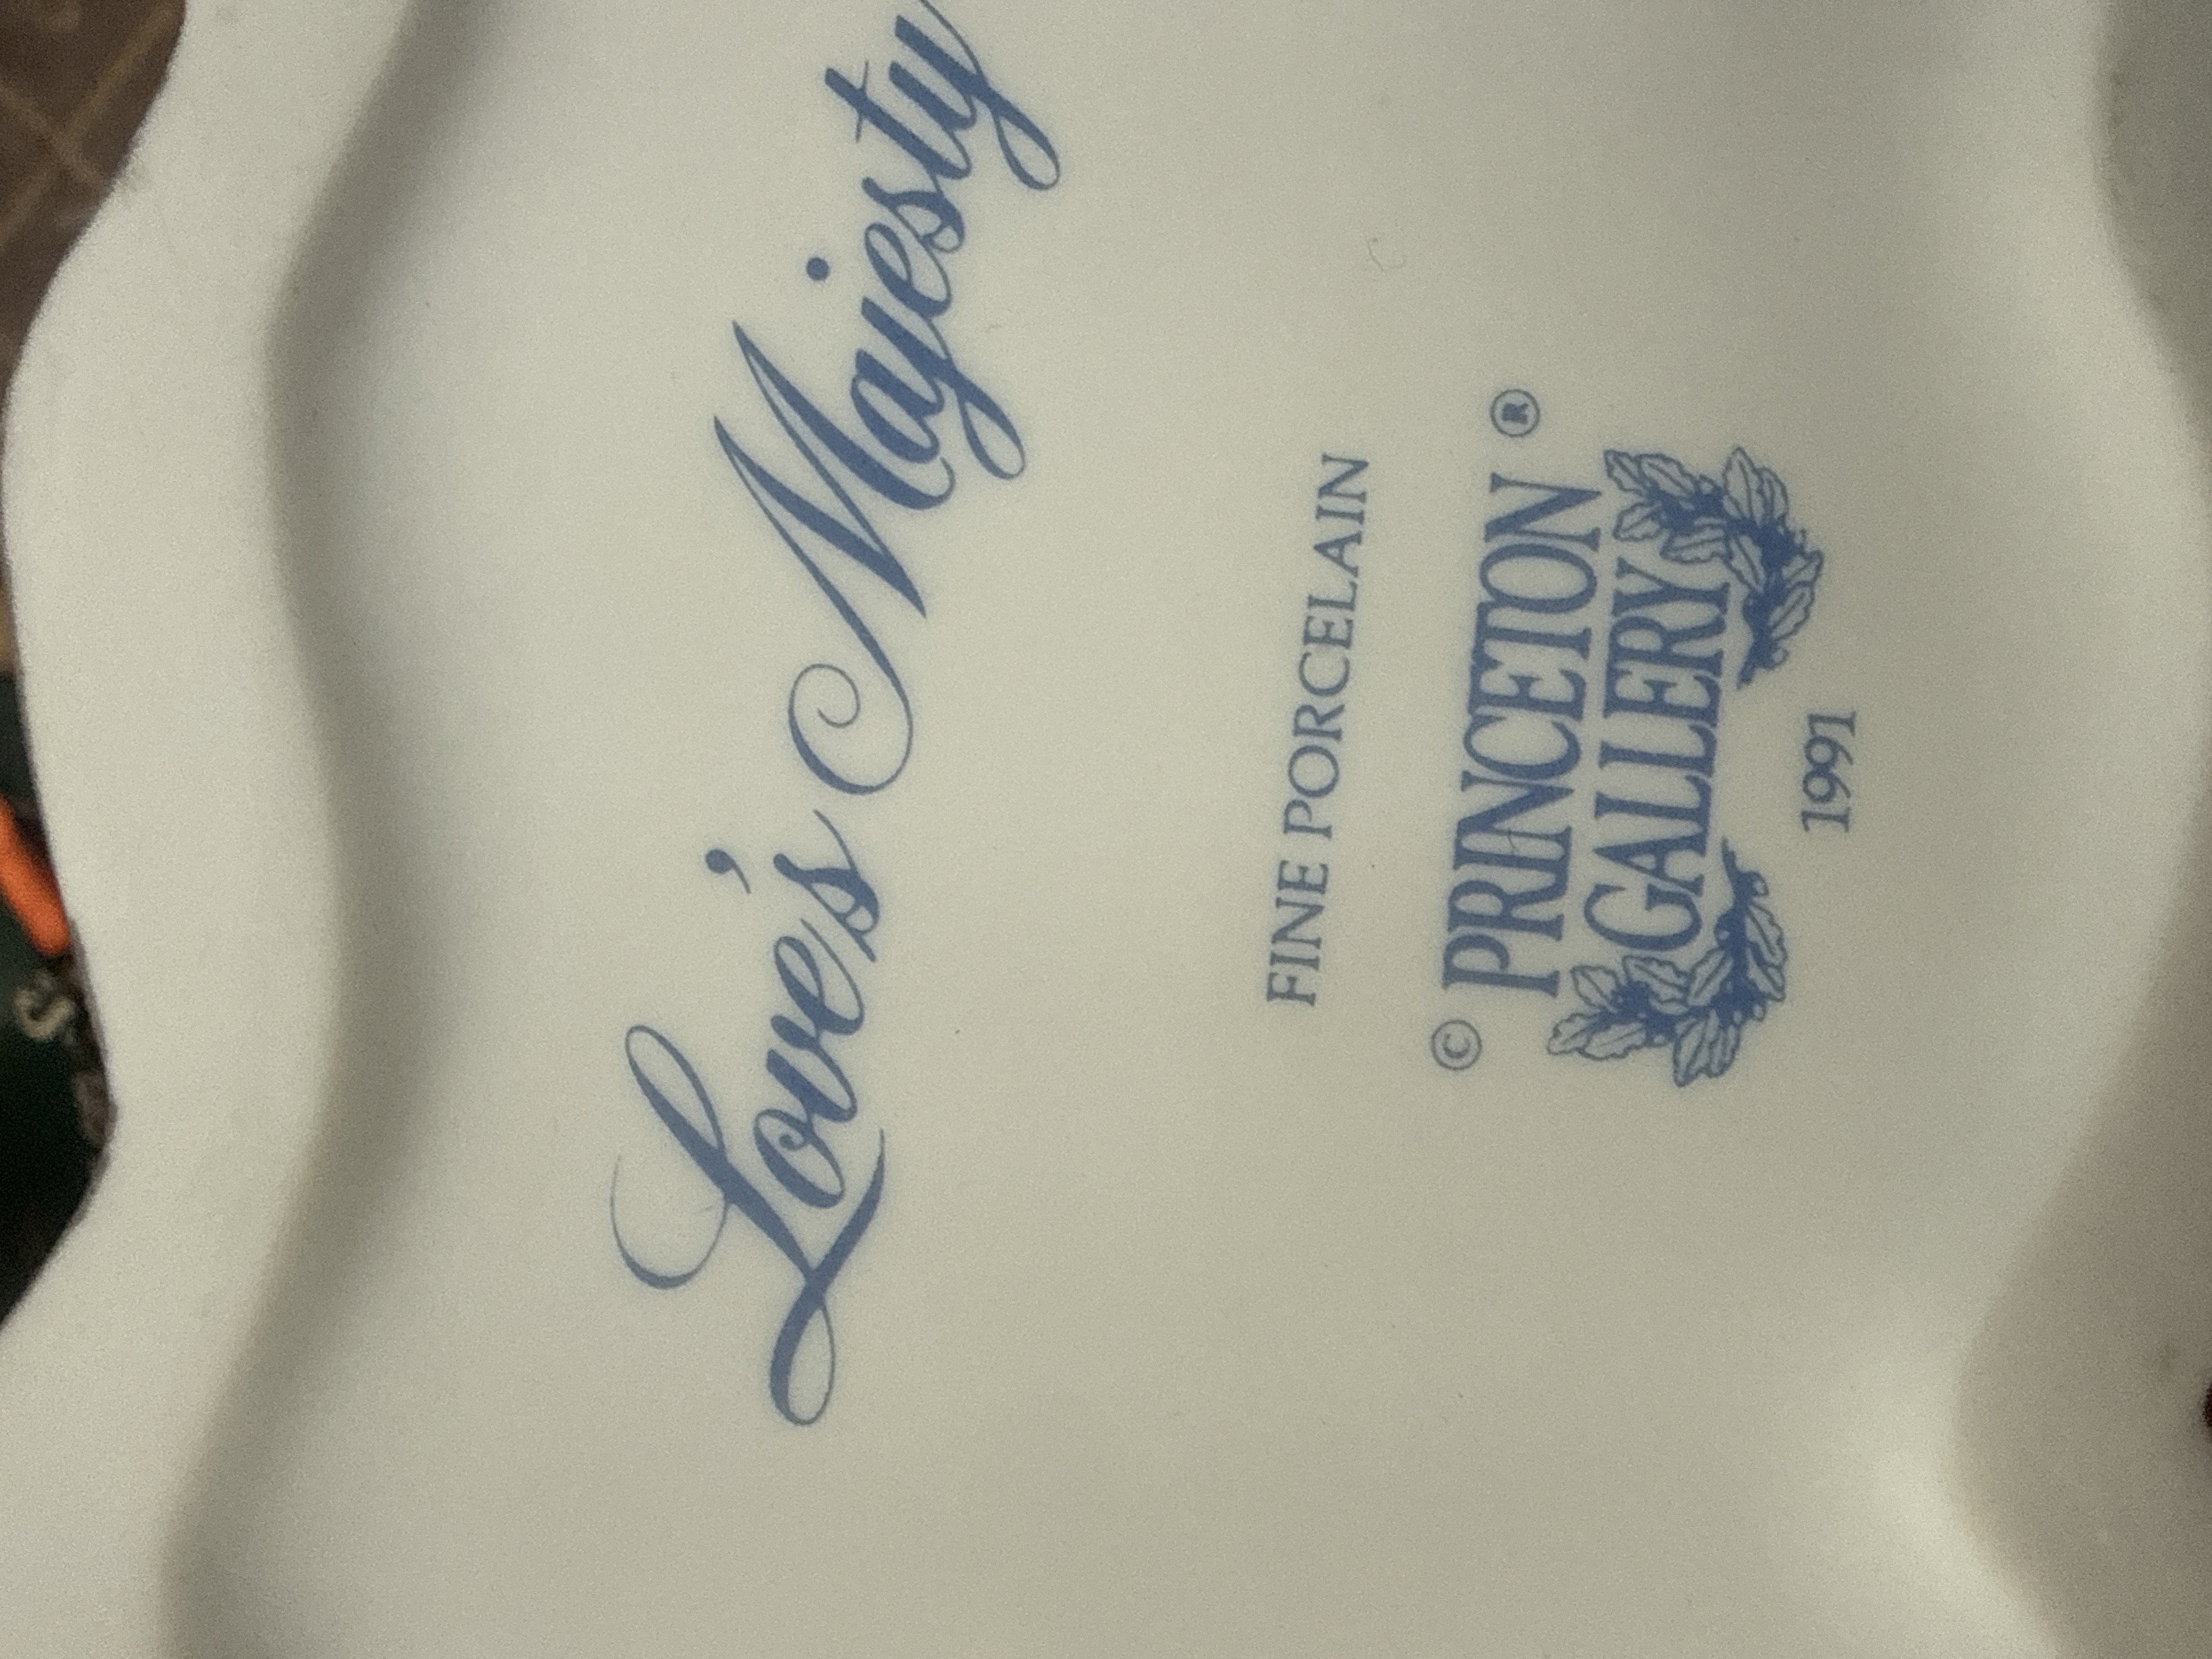 Love's Majesty
FINE PORCELAIN
© PRINCETON ®
GALLERY
1991